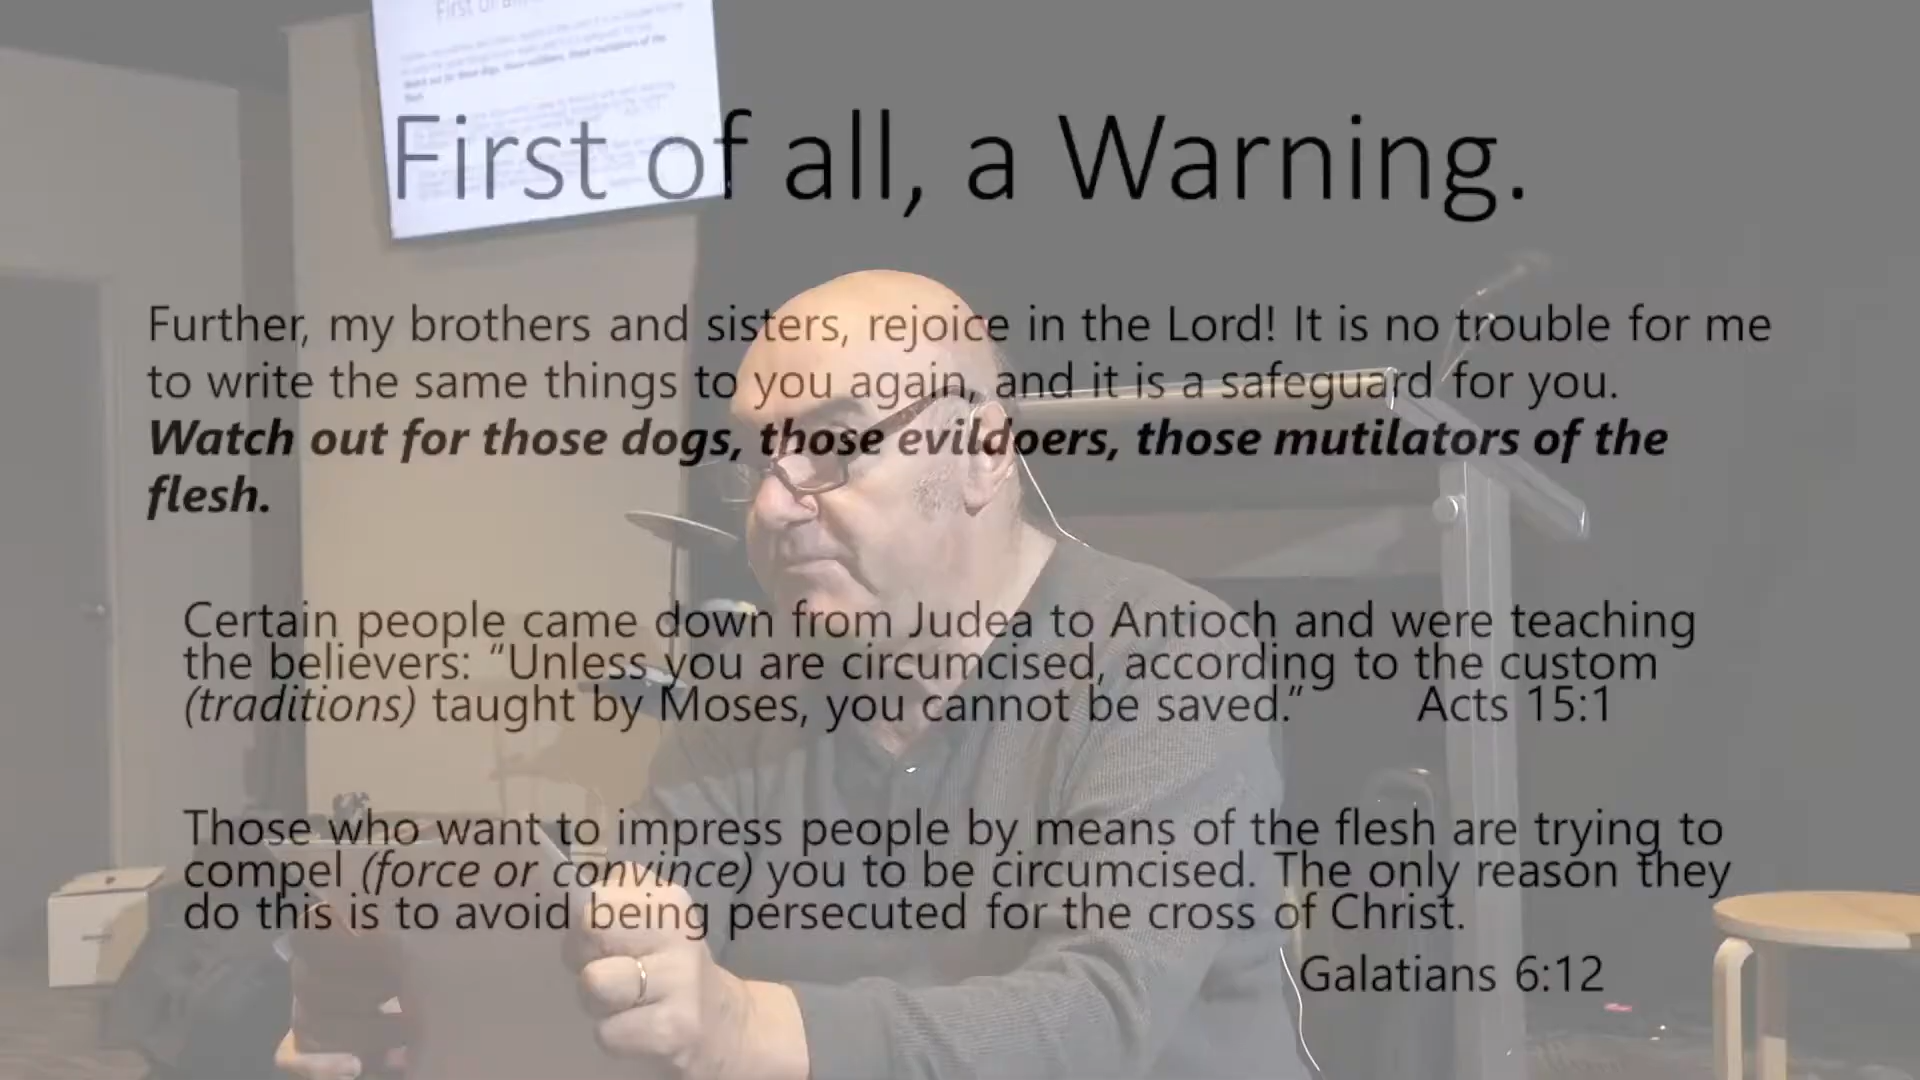 First of all, a Warning.
Further, my brothers and sisters, rejoice in the Lord! It is no trouble for me
to write the same things to you again, and it is a safeguard for you.
Watch out for those dogs, those evildoers, those mutilators of the
flesh.
Certain people came down from Judea to Antioch and were teaching
the believers: “Unless you are circumcised, according to the custom
(traditions) taught by Moses, you cannot be saved.” Acts 15:1
Those who want to impress people by means of the flesh are trying to
compel (force or convince) you to be circumcised. The only reason they
do this is to avoid being persecuted for the cross of Christ.
Galatians 6:12